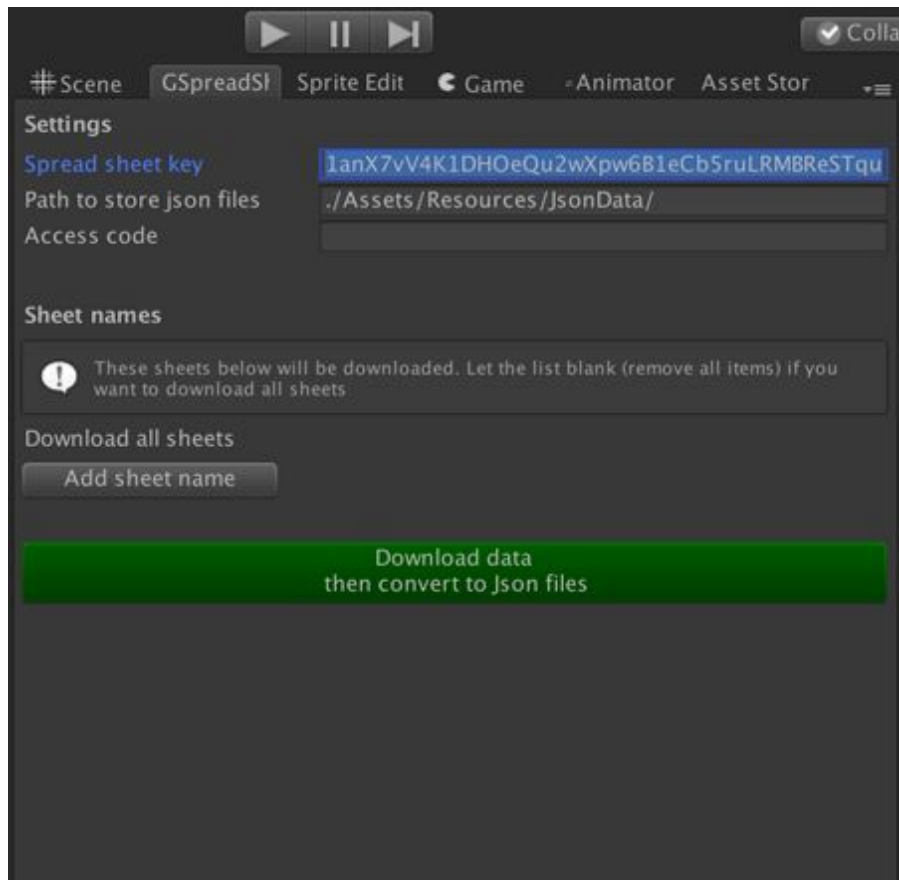 Colla
Scene GSpreadSh Sprite Edit Game Animator Asset Stor
Settings
Spread sheet key 1anX7vV4K1DHOeQu2wXpw6B1eCb5ruLRMBReSTqu
Path to store json files ./Assets/Resources/JsonData/
Access code
Sheet names
These sheets below will be downloaded. Let the list blank (remove all items) if you
want to download all sheets
Download all sheets
Add sheet name
Download data
then convert to Json files